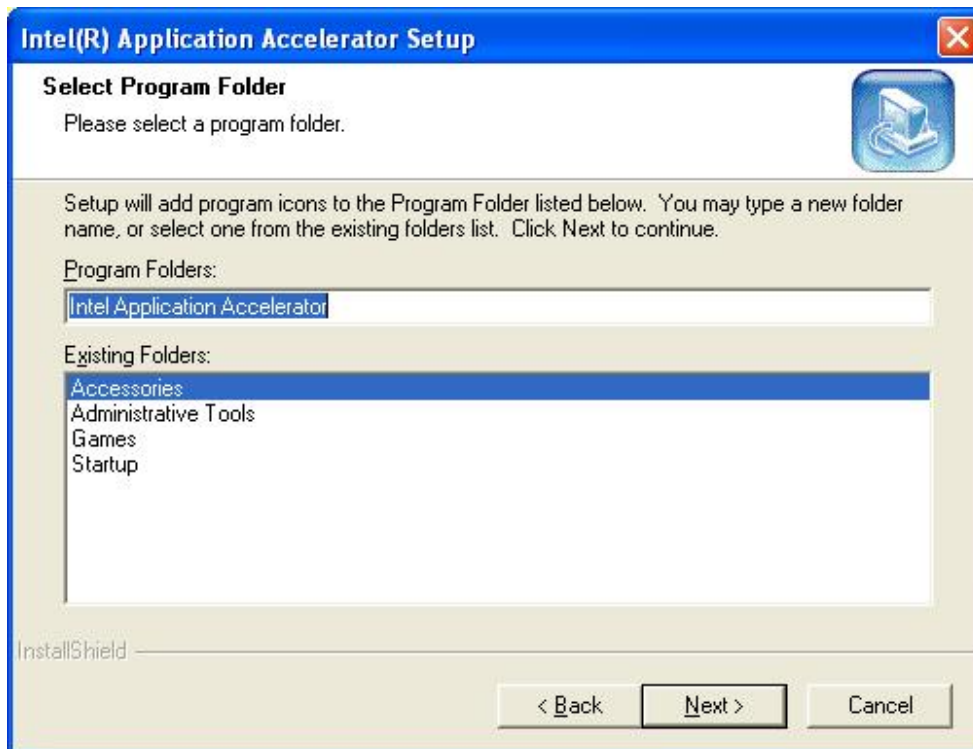 Intel(R) Application Accelerator Setup
Select Program Folder
Please select a program folder.
Setup will add program icons to the Program Folder listed below. You may type a new folder
name, or select one from the existing folders list. Click Next to continue.
Program Folders:
Intel Application Accelerator
Existing Folders:
Accessories
Administrative Tools
Games
Startup
InstallShield
< Back
Next >
Cancel